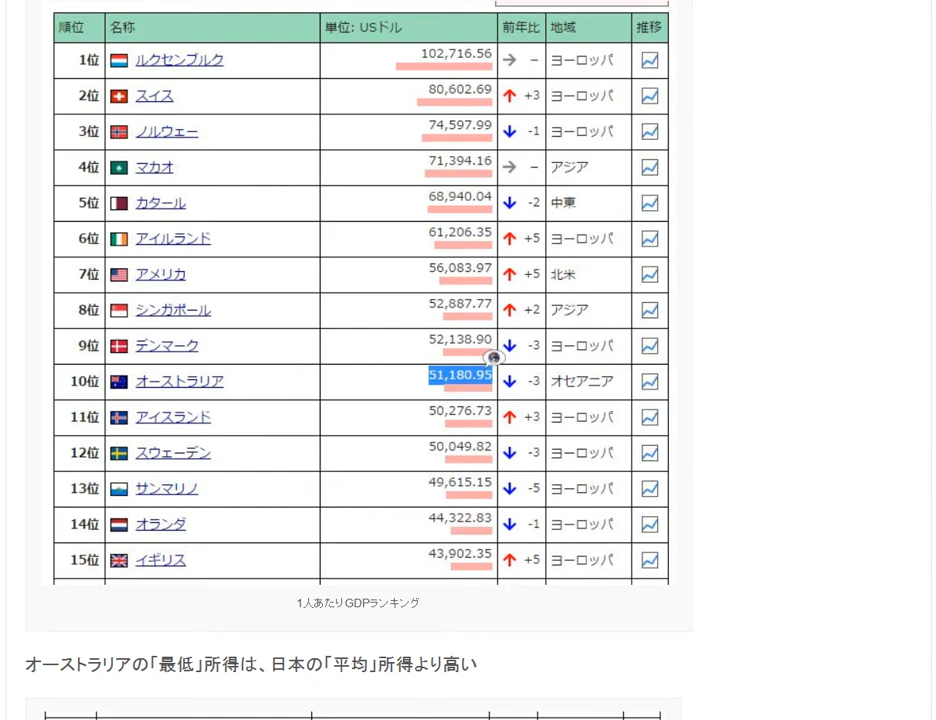 順位 名称 単位: USドル 前年比 地域 推移
1位 ルクセンブルク 102,716.56 － ヨーロッパ
2位 スイス 80,602.69 +3 ヨーロッパ
3位 ノルウェー 74,597.99 -1 ヨーロッパ
4位 マカオ 71,394.16 － アジア
5位 カタール 68,940.04 -2 中東
6位 アイルランド 61,206.35 +5 ヨーロッパ
7位 アメリカ 56,083.97 +5 北米
8位 シンガポール 52,887.77 +2 アジア
9位 デンマーク 52,138.90 -3 ヨーロッパ
10位 オーストラリア 51,180.95 -3 オセアニア
11位 アイスランド 50,276.73 +3 ヨーロッパ
12位 スウェーデン 50,049.82 -3 ヨーロッパ
13位 サンマリノ 49,615.15 -5 ヨーロッパ
14位 オランダ 44,322.83 -1 ヨーロッパ
15位 イギリス 43,902.35 +5 ヨーロッパ
1人あたりGDPランキング
オーストラリアの「最低」所得は、日本の「平均」所得より高い